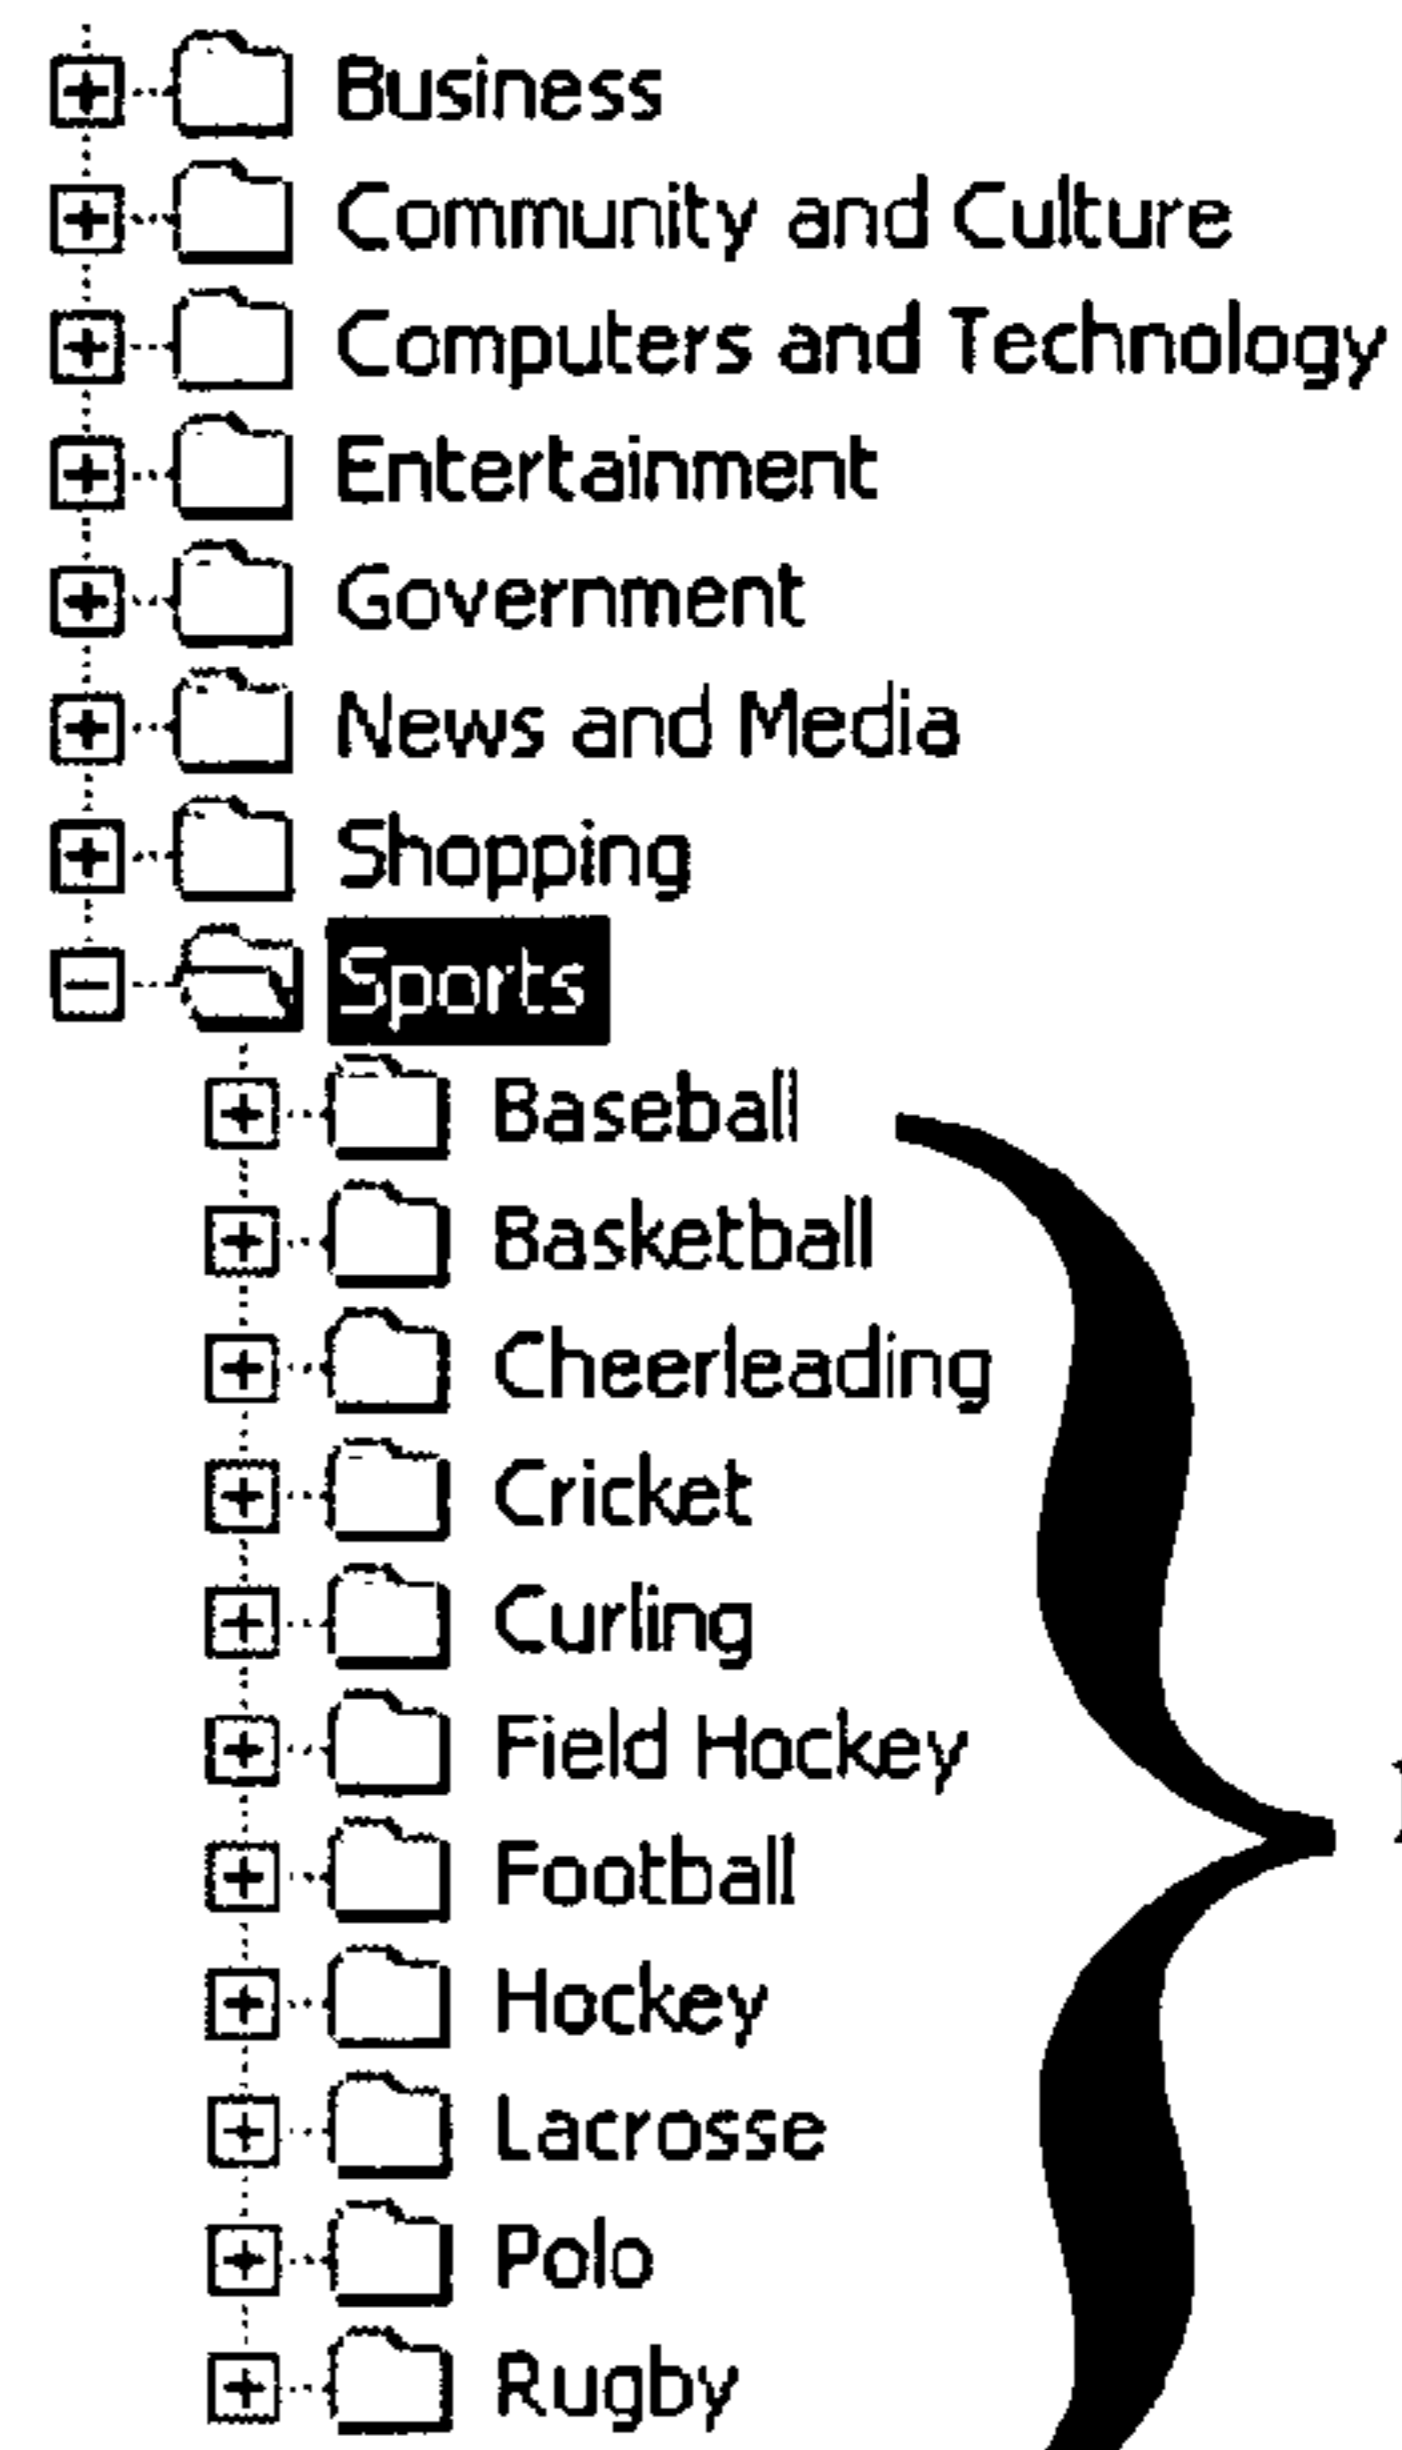 Business
Community and Culture
Computers and Technology
Entertainment
Government
News and Media
Shopping
Sports
Baseball
Basketball
Cheerleading
Cricket
Curling
Field Hockey
Football
Hockey
Lacrosse
Polo
Rugby